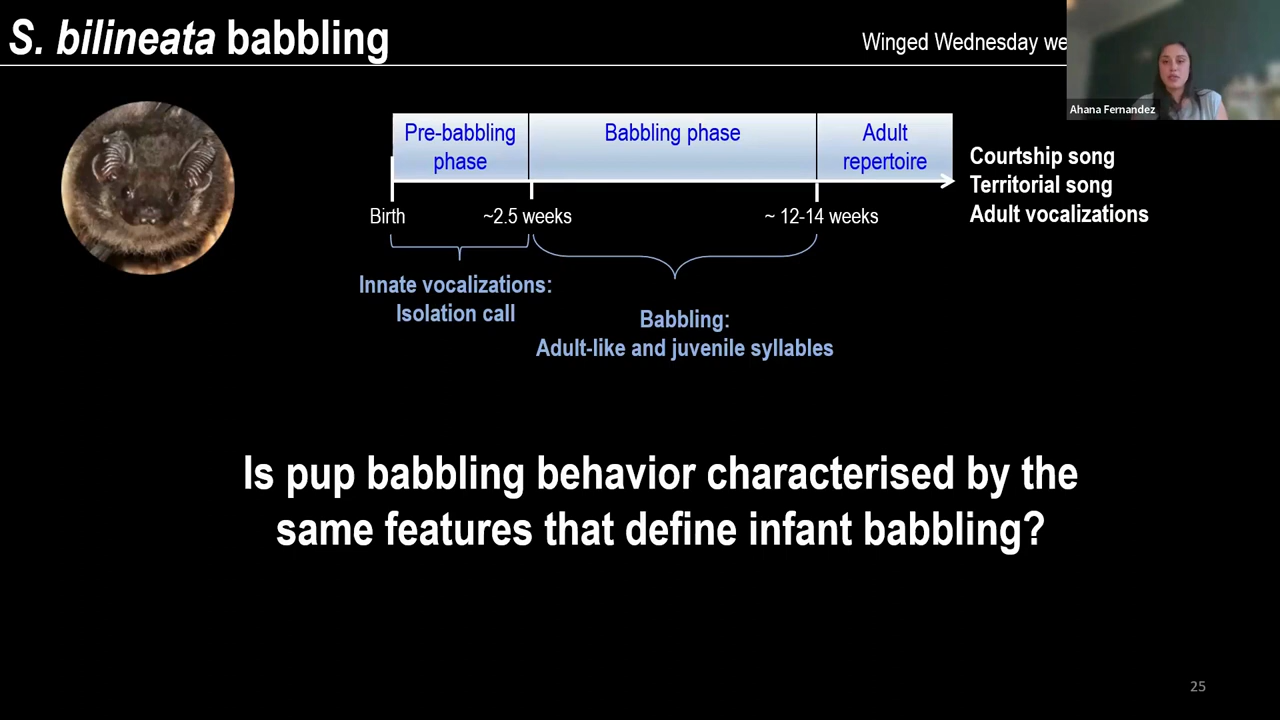 S. bilineata babbling
Winged Wednesday we
Ahana Fernandez
Pre-babbling
phase
Babbling phase
Adult
repertoire
Courtship song
Territorial song
Adult vocalizations
Birth
~2.5 weeks
~ 12-14 weeks
Innate vocalizations:
Isolation call
Babbling:
Adult-like and juvenile syllables
Is pup babbling behavior characterised by the
same features that define infant babbling?
25